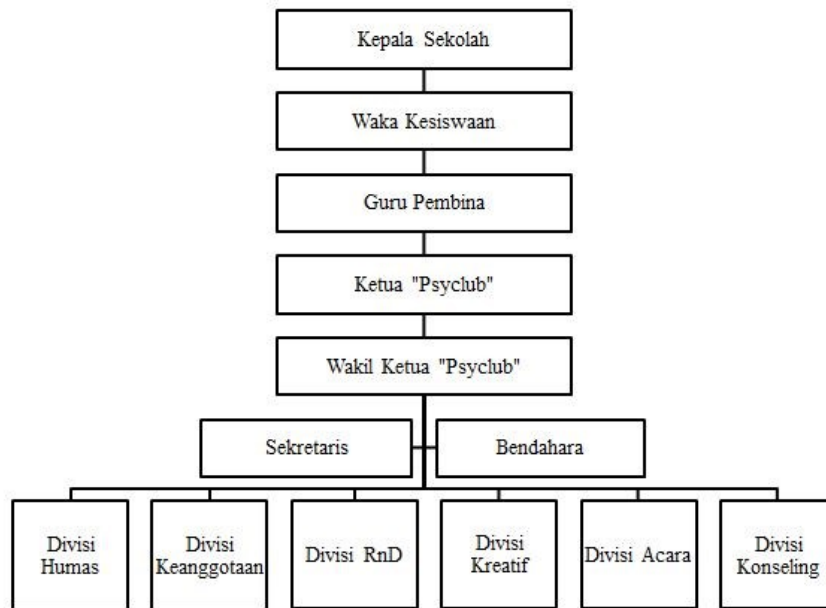 Kepala Sekolah
Waka Kesiswaan
Guru Pembina
Ketua "Psyclub"
Wakil Ketua "Psyclub"
Sekretaris
Bendahara
Divisi
Humas
Divisi
Keanggotaan
Divisi RnD
Divisi
Kreatif
Divisi Acara
Divisi
Konseling